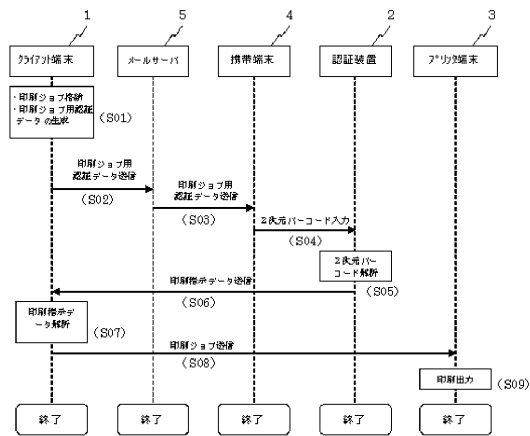 1
5
4
2
3
クライアント端末
メールサーバ
携帯端末
認証装置
プリンタ端末
・印刷ジョブ格納
・印刷ジョブ用認証
データの生成
(S01)
印刷ジョブ用
認証データ送信
(S02)
印刷ジョブ用
認証データ送信
(S03)
2次元バーコード入力
(S04)
2次元バー
コード解析
(S05)
印刷指示データ送信
(S06)
印刷指示デ
ータ解析
(S07)
印刷ジョブ送信
(S08)
印刷出力
(S09)
終了
終了
終了
終了
終了